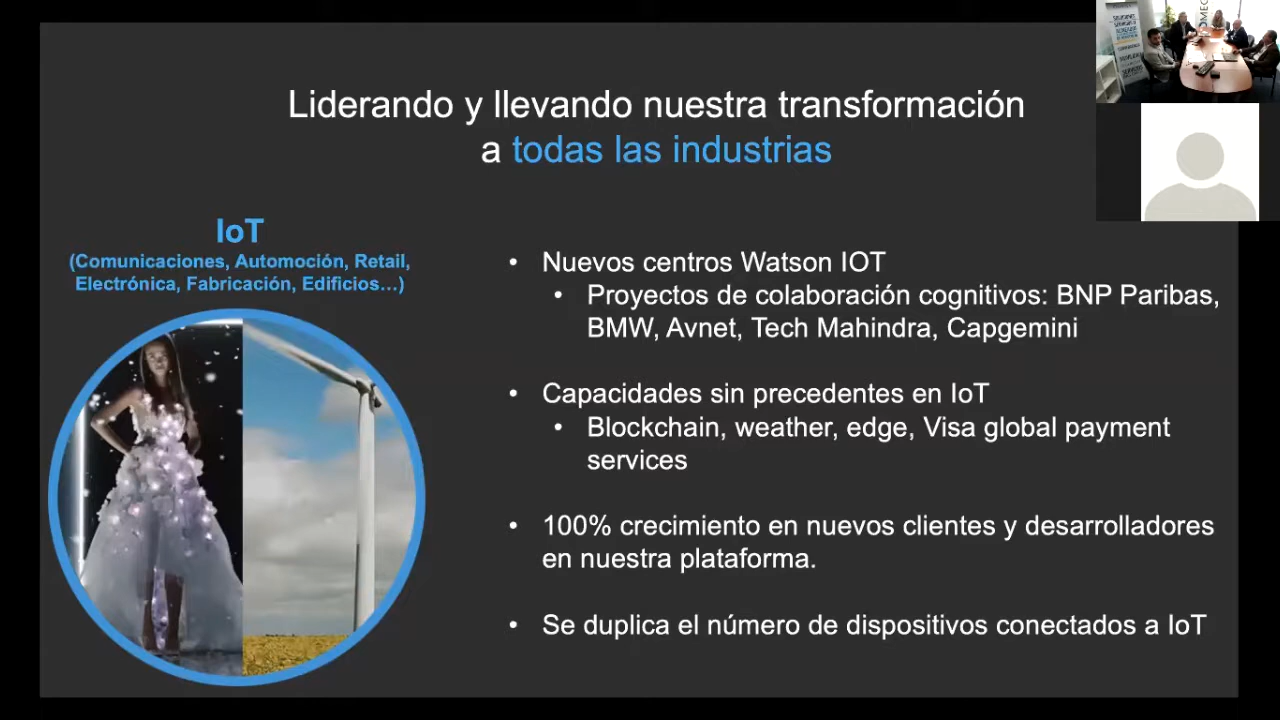 Liderando y llevando nuestra transformación
a todas las industrias
IoT
(Comunicaciones, Automoción, Retail,
Electrónica, Fabricación, Edificios...)
• Nuevos centros Watson IOT
• Proyectos de colaboración cognitivos: BNP Paribas,
BMW, Avnet, Tech Mahindra, Capgemini
• Capacidades sin precedentes en IoT
• Blockchain, weather, edge, Visa global payment
services
• 100% crecimiento en nuevos clientes y desarrolladores
en nuestra plataforma.
• Se duplica el número de dispositivos conectados a IoT